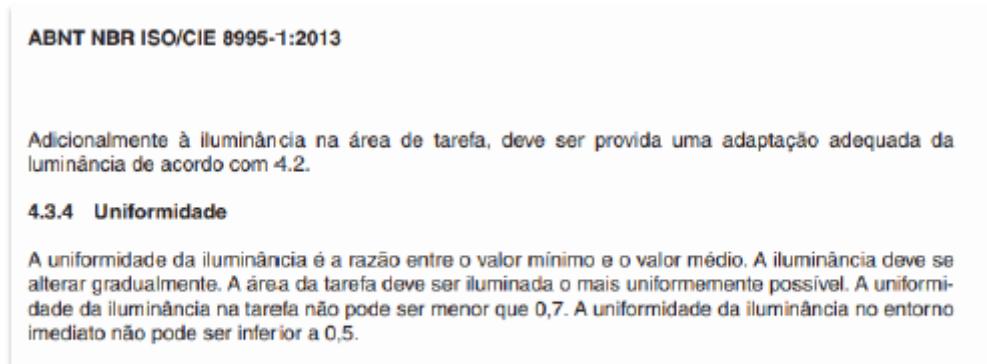 ABNT NBR ISO/CIE 8995-1:2013
Adicionalmente à iluminância na área de tarefa, deve ser provida uma adaptação adequada da
luminância de acordo com 4.2.
4.3.4 Uniformidade
A uniformidade da iluminância é a razão entre o valor mínimo e o valor médio. A iluminância deve se
alterar gradualmente. A área da tarefa deve ser iluminada o mais uniformemente possível. A uniformi-
dade da iluminância na tarefa não pode ser menor que 0,7. A uniformidade da iluminância no entorno
imediato não pode ser inferior a 0,5.